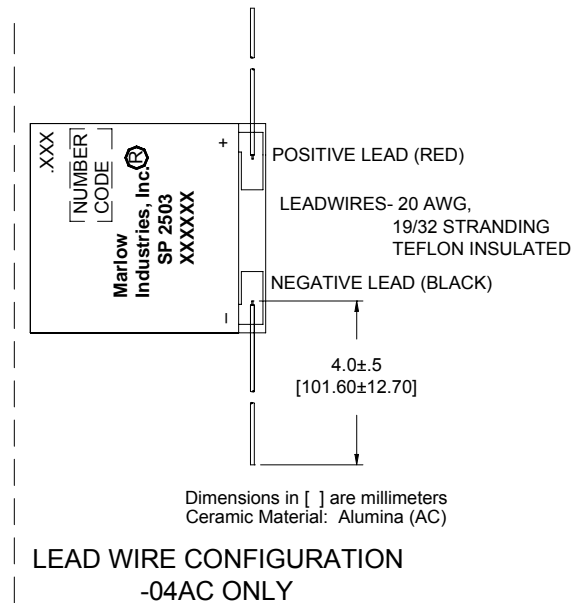 .XXX
NUMBER
CODE
Marlow
Industries, Inc.®
SP 2503
XXXXXX
+
–
POSITIVE LEAD (RED)
LEADWIRES- 20 AWG,
19/32 STRANDING
TEFLON INSULATED
NEGATIVE LEAD (BLACK)
4.0±.5
[101.60±12.70]
Dimensions in [ ] are millimeters
Ceramic Material: Alumina (AC)
LEAD WIRE CONFIGURATION
-04AC ONLY